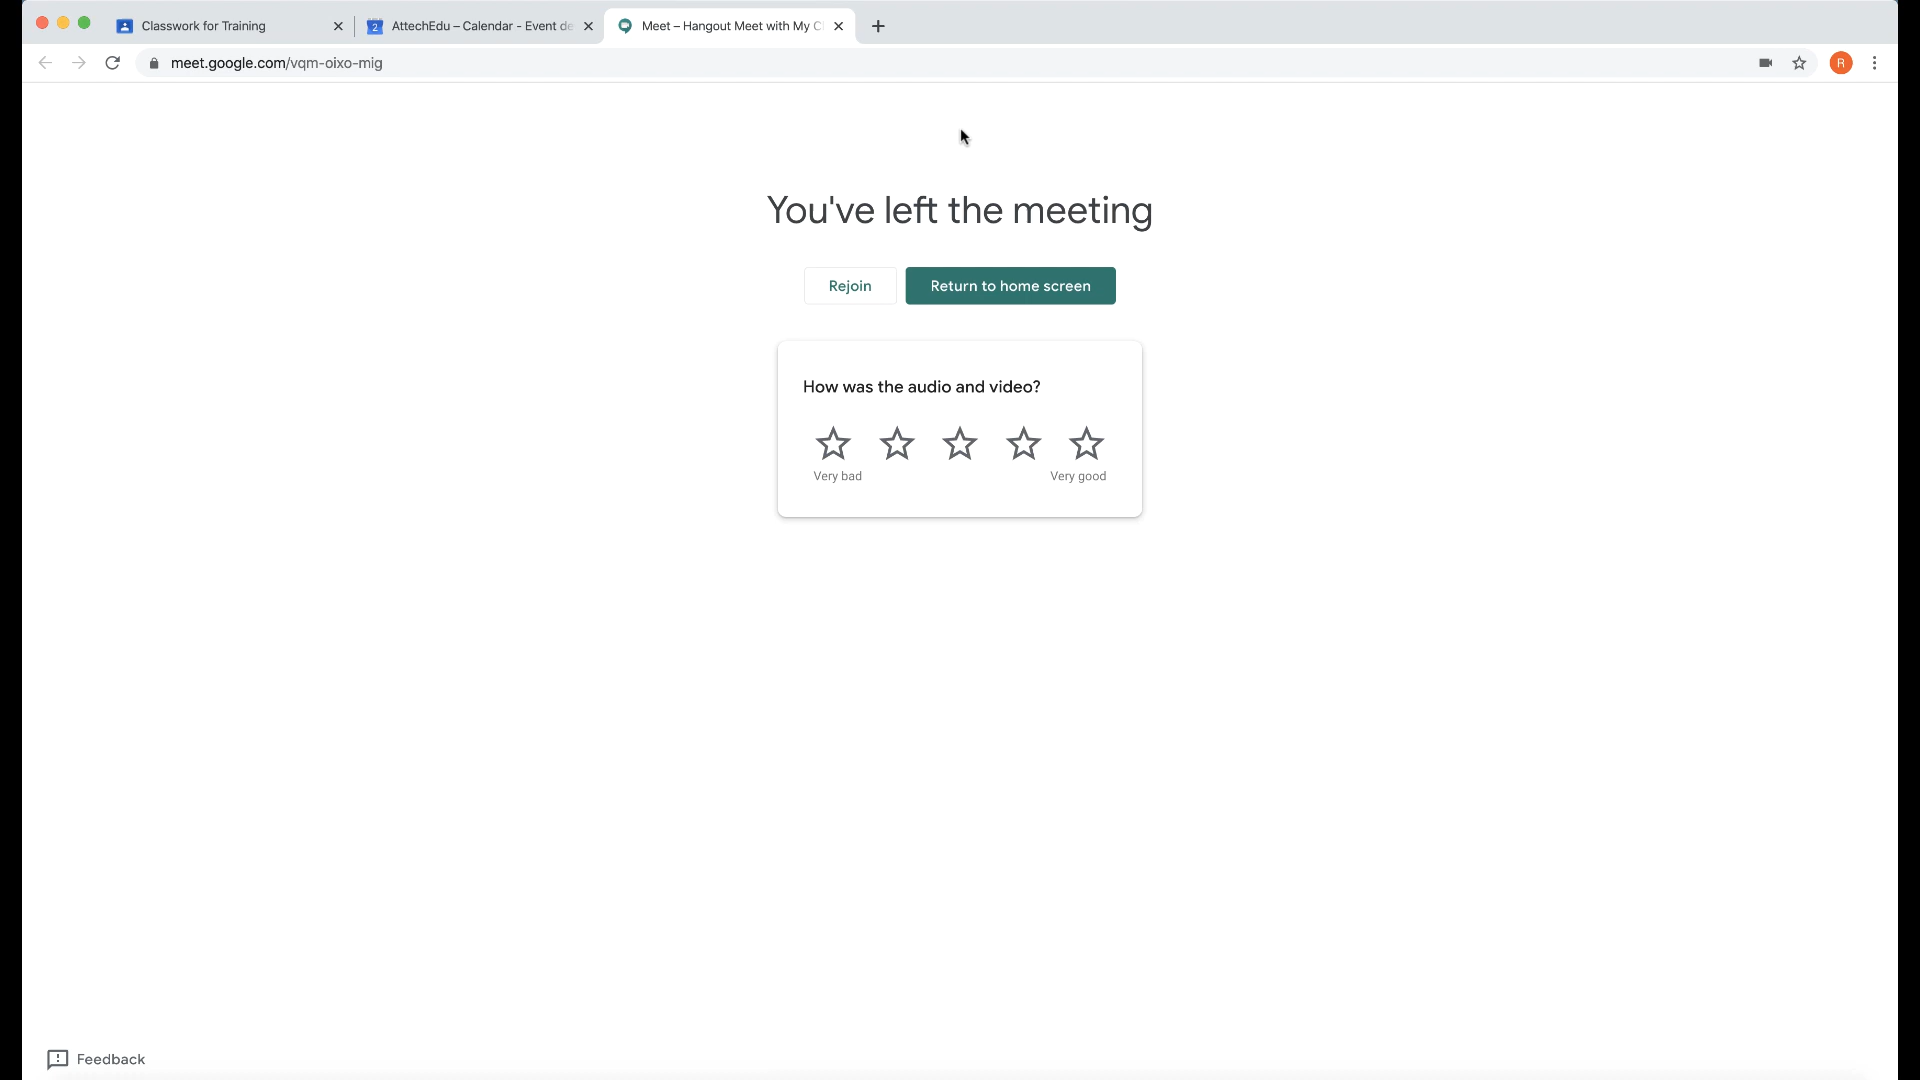 Classwork for Training
2
AttechEdu – Calendar - Event de
Meet – Hangout Meet with My C
meet.google.com/vqm-oixo-mig
R
You've left the meeting
Rejoin
Return to home screen
How was the audio and video?
Very bad
Very good
Feedback